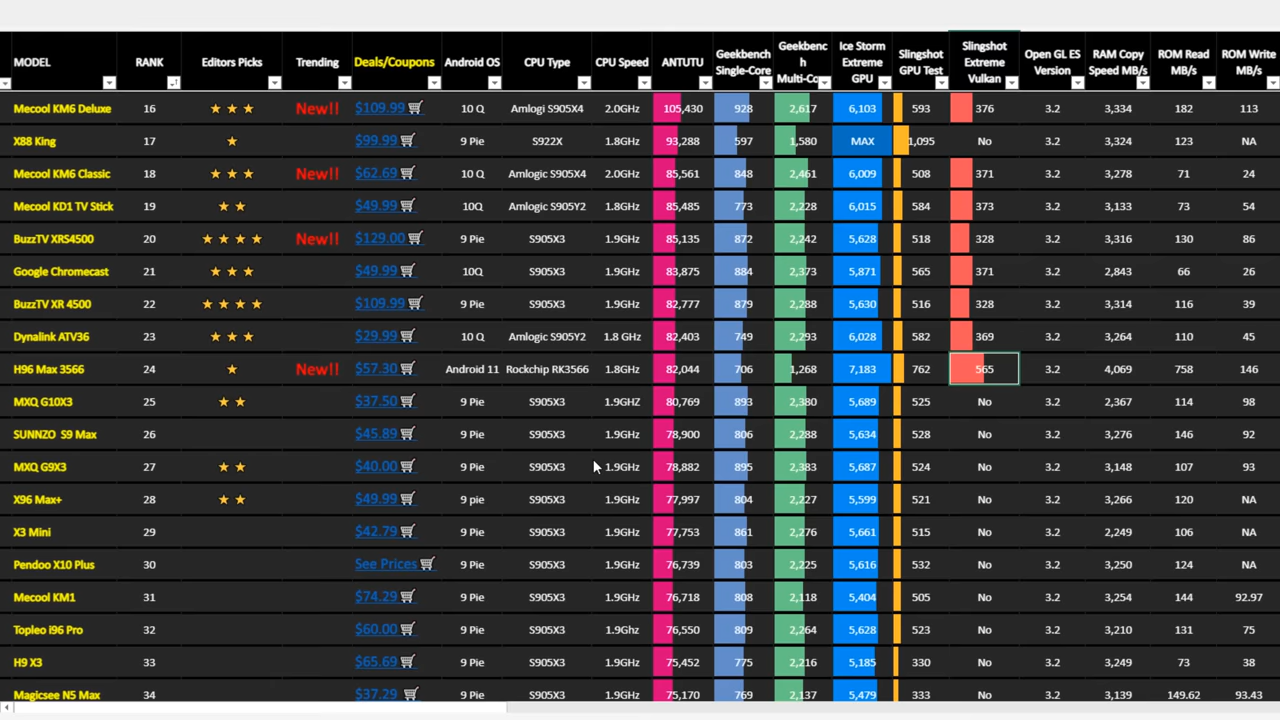 MODEL RANK Editors Picks Trending Deals/Coupons Android OS CPU Type CPU Speed ANTUTU Geekbench Single-Core Geekbenc h Multi-Co Ice Storm Extreme GPU Slingshot GPU Test Slingshot Extreme Vulkan Open GL ES Version RAM Copy Speed MB/s ROM Read MB/s ROM Write MB/s
Mecool KM6 Deluxe 16 New!! $109.99 10 Q Amlogi S905X4 2.0GHz 105,430 928 2,617 6,103 593 376 3.2 3,334 182 113
X88 King 17 $99.99 9 Pie S922X 1.8GHz 93,288 597 1,580 MAX 1,095 No 3.2 3,324 123 NA
Mecool KM6 Classic 18 New!! $62.69 10 Q Amlogic S905X4 2.0GHz 85,561 848 2,461 6,009 508 371 3.2 3,278 71 24
Mecool KD1 TV Stick 19 $49.99 10Q Amlogic S905Y2 1.8GHz 85,485 773 2,228 6,015 584 373 3.2 3,133 73 54
BuzzTV XRS4500 20 New!! $129.00 9 Pie S905X3 1.9GHz 85,135 872 2,242 5,628 518 328 3.2 3,316 130 86
Google Chromecast 21 $49.99 10Q S905X3 1.9GHz 83,875 884 2,373 5,871 565 371 3.2 2,843 66 26
BuzzTV XR 4500 22 $109.99 9 Pie S905X3 1.9GHz 82,777 879 2,288 5,630 516 328 3.2 3,314 116 39
Dynalink ATV36 23 $29.99 10 Q Amlogic S905Y2 1.8 GHz 82,403 749 2,293 6,028 582 369 3.2 3,264 110 45
H96 Max 3566 24 New!! $57.30 Android 11 Rockchip RK3566 1.8GHz 82,044 706 1,268 7,183 762 565 3.2 4,069 758 146
MXQ G10X3 25 $37.50 9 Pie S905X3 1.9GHZ 80,769 893 2,380 5,689 525 No 3.2 2,367 114 98
SUNNZO S9 Max 26 $45.89 9 Pie S905X3 1.9GHz 78,900 806 2,288 5,634 528 No 3.2 3,276 146 92
MXQ G9X3 27 $40.00 9 Pie S905X3 1.9GHz 78,882 895 2,383 5,687 524 No 3.2 3,148 107 93
X96 Max+ 28 $49.99 9 pie S905X3 1.9GHz 77,997 804 2,227 5,599 521 No 3.2 3,266 120 NA
X3 Mini 29 $42.79 9 Pie S905X3 1.9GHz 77,753 861 2,276 5,661 515 No 3.2 2,249 106 NA
Pendoo X10 Plus 30 See Prices 9 Pie S905X3 1.9GHz 76,739 803 2,225 5,616 532 No 3.2 3,250 124 NA
Mecool KM1 31 $74.29 9 Pie S905X3 1.9GHz 76,718 808 2,118 5,404 505 No 3.2 3,254 144 92.97
Topleo i96 Pro 32 $60.00 9 Pie S905X3 1.9Ghz 76,550 809 2,264 5,628 523 No 3.2 3,210 131 75
H9 X3 33 $65.69 9 Pie S905X3 1.9GHz 75,452 775 2,216 5,185 330 No 3.2 3,249 73 38
Magicsee N5 Max 34 $37.29 9 Pie S905X3 1.9GHz 75,170 769 2,137 5,479 333 No 3.2 3,139 149.62 93.43